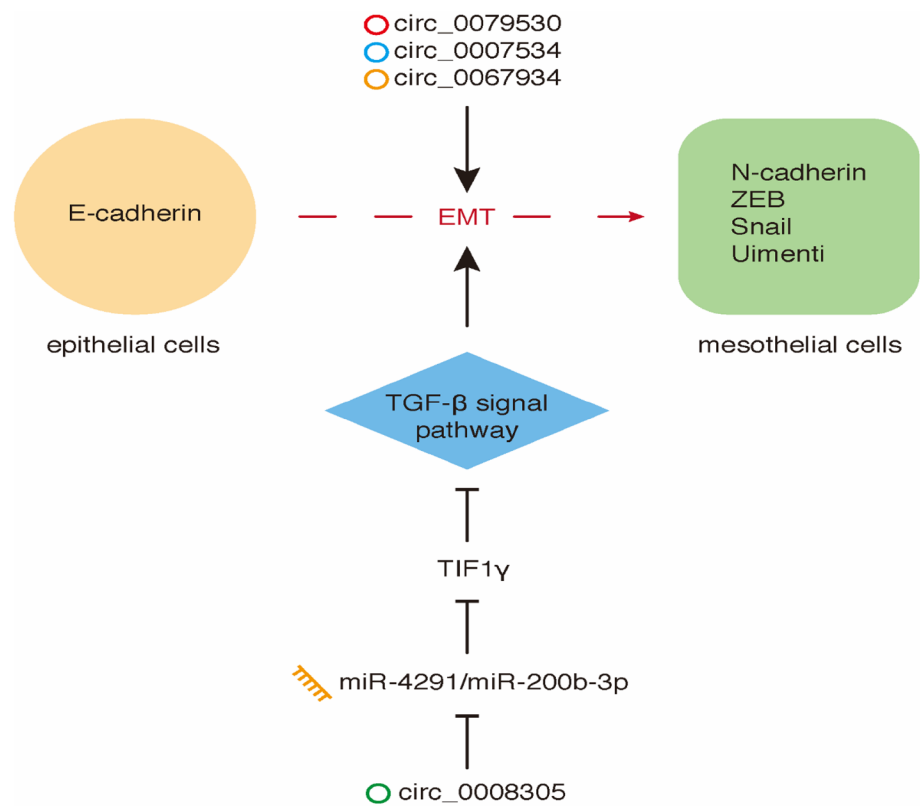 circ_0079530
circ_0007534
circ_0067934
E-cadherin
EMT
N-cadherin
ZEB
Snail
Uimenti
epithelial cells
mesothelial cells
TGF-β signal
pathway
TIF1γ
miR-4291/miR-200b-3p
circ_0008305